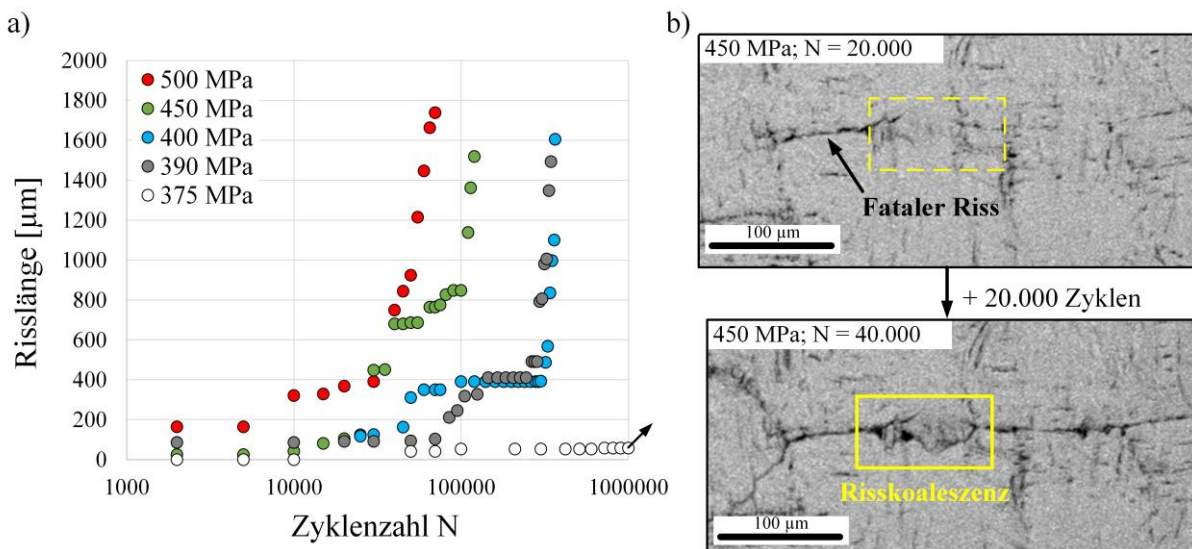 a)
2000
1800
1600
1400
1200
1000
800
600
400
200
0
Risslänge [µm]
500 MPa
450 MPa
400 MPa
390 MPa
375 MPa
1000
10000
100000
1000000
Zyklenzahl N
b)
450 MPa; N = 20.000
Fataler Riss
100 µm
+ 20.000 Zyklen
450 MPa; N = 40.000
Risskoaleszenz
100 µm